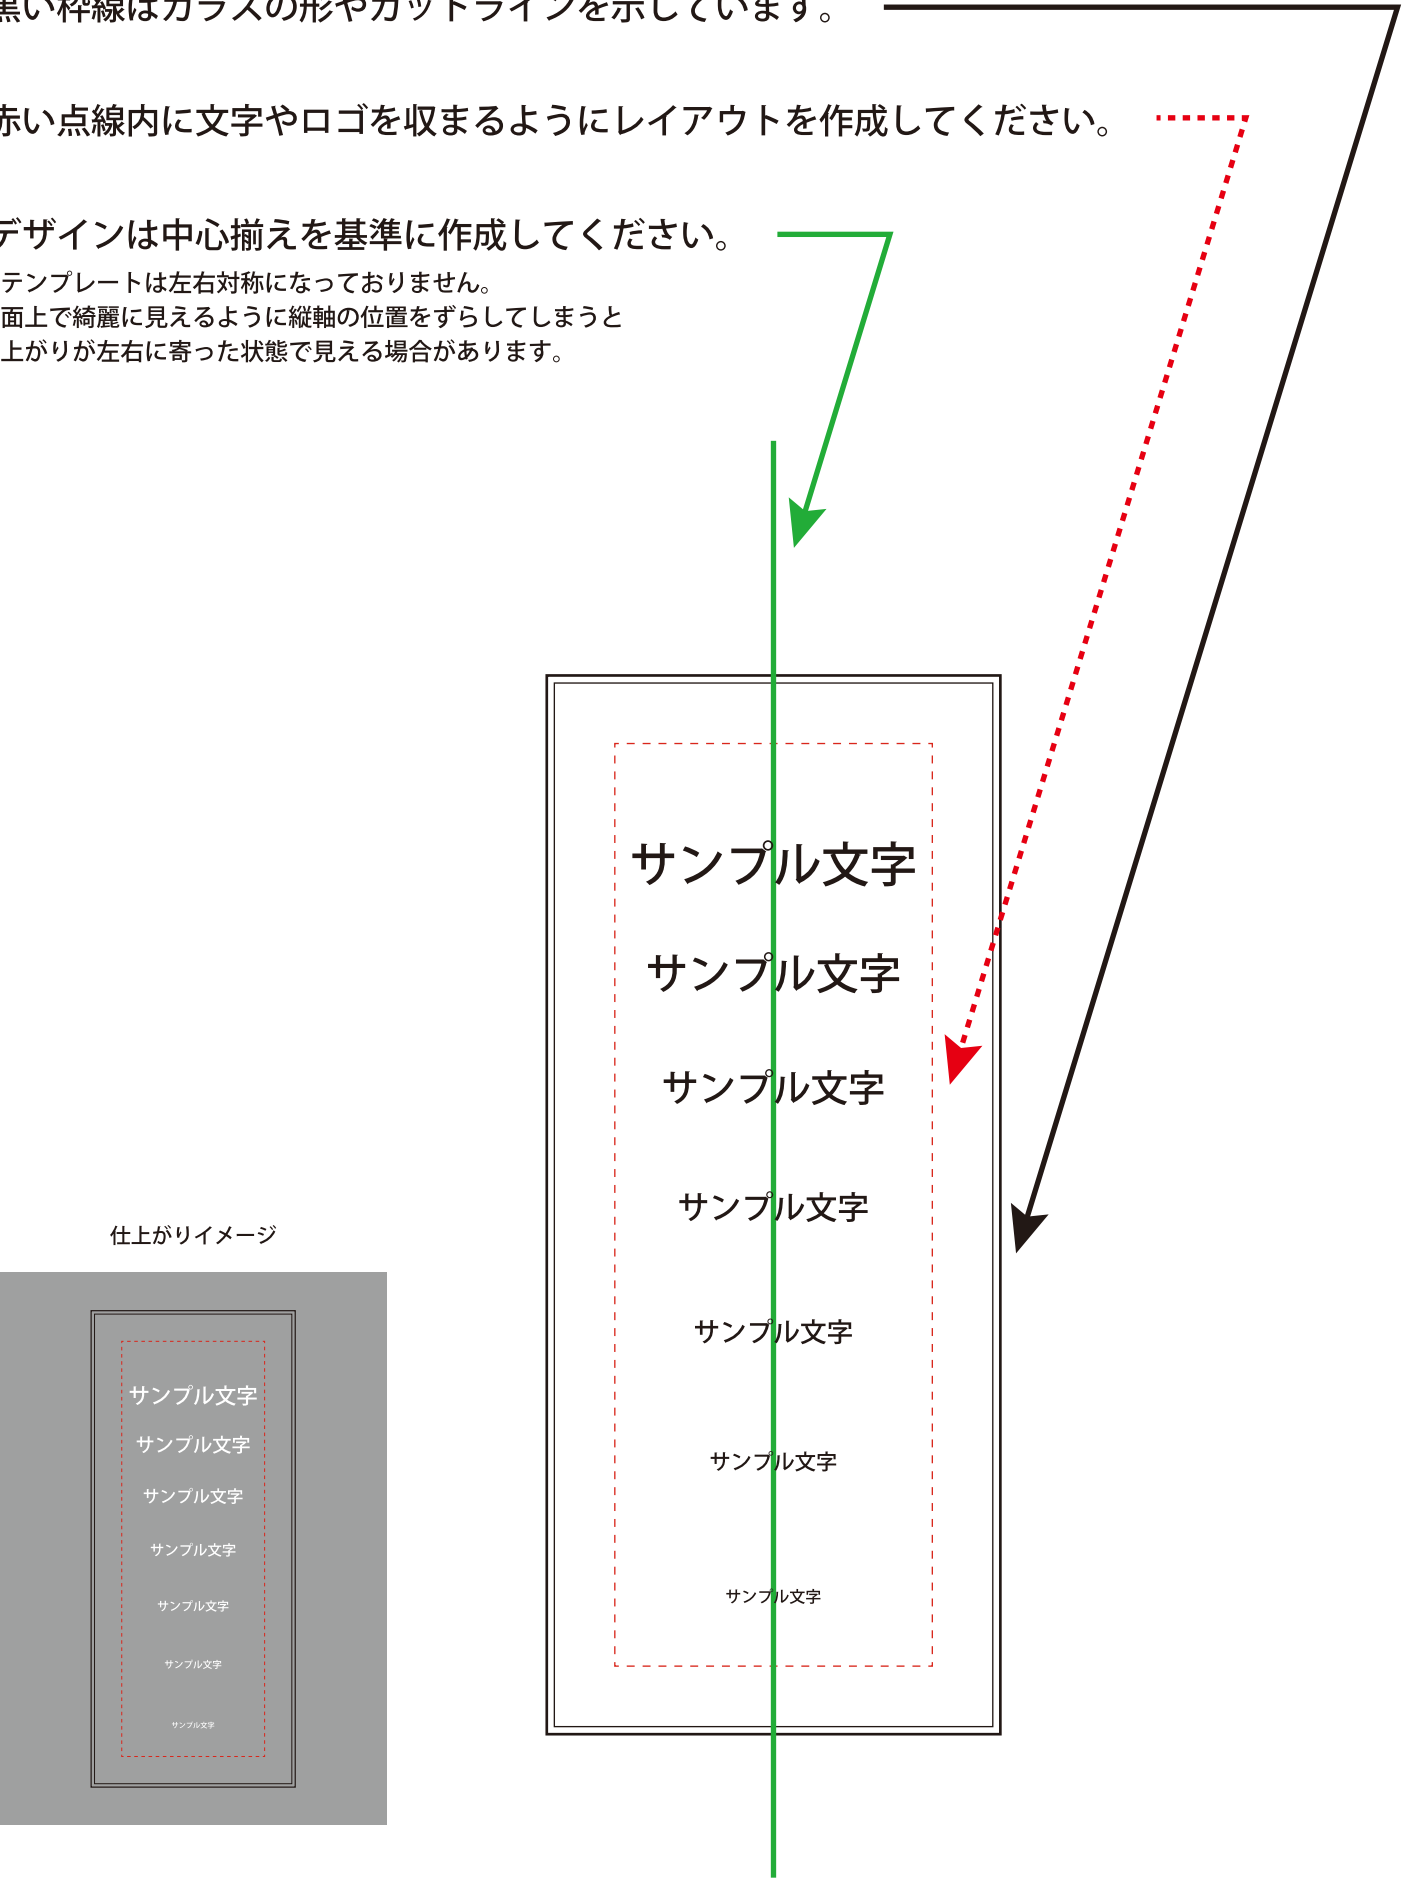 黒い枠線はガラスの形やカットラインを示しています。
赤い点線内に文字やロゴを収まるようにレイアウトを作成してください。
デザインは中心揃えを基準に作成してください。
テンプレートは左右対称になっておりません。
面上で綺麗に見えるように縦軸の位置をずらしてしまうと
上がりが左右に寄った状態で見える場合があります。
サンプル文字
サンプル文字
サンプル文字
サンプル文字
サンプル文字
サンプル文字
サンプル文字
仕上がりイメージ
サンプル文字
サンプル文字
サンプル文字
サンプル文字
サンプル文字
サンプル文字
サンプル文字